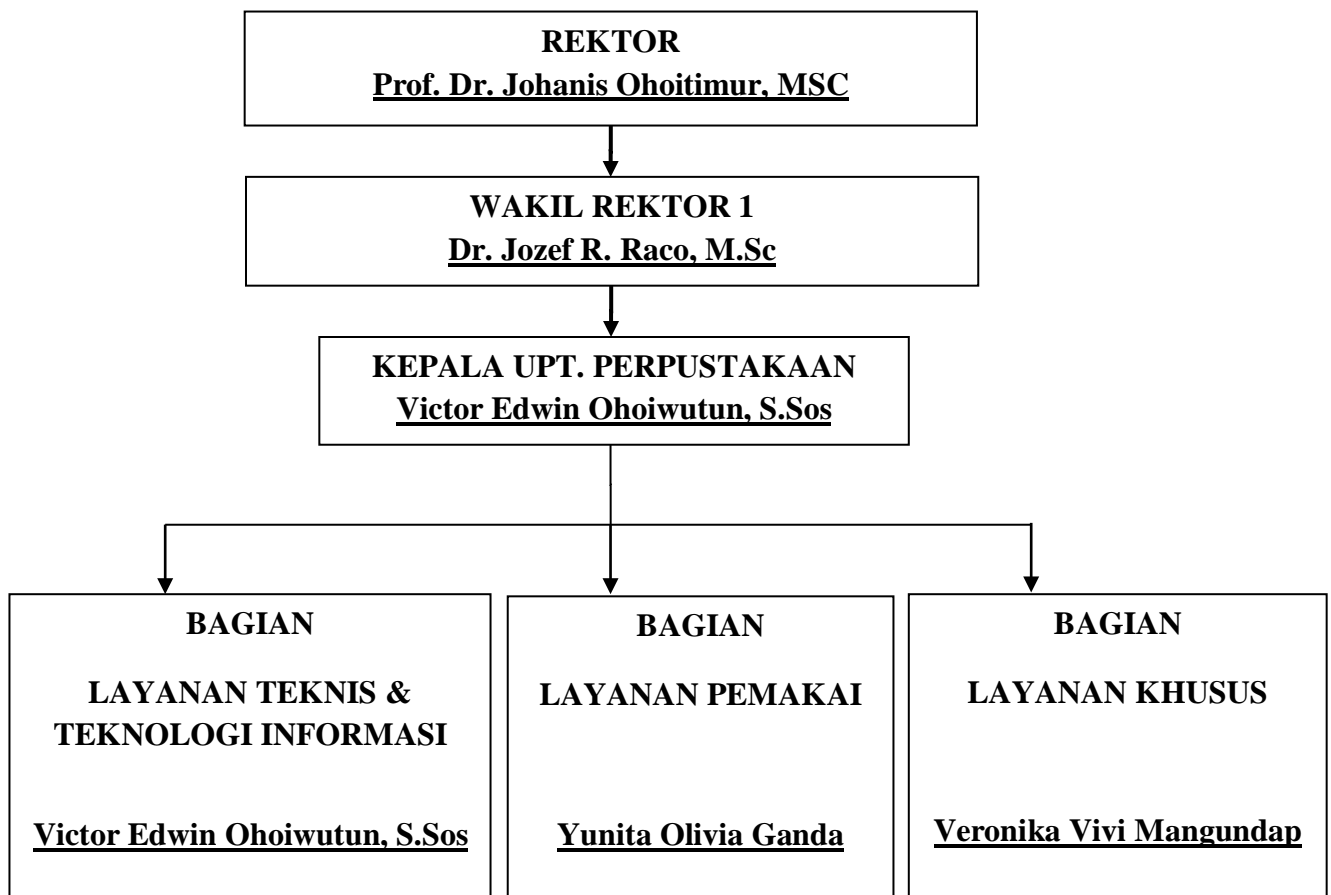 REKTOR
Prof. Dr. Johanis Ohoitimur, MSC
WAKIL REKTOR 1
Dr. Jozef R. Raco, M.Sc
KEPALA UPT. PERPUSTAKAAN
Victor Edwin Ohoiwutun, S.Sos
BAGIAN
LAYANAN TEKNIS &
TEKNOLOGI INFORMASI
Victor Edwin Ohoiwutun, S.Sos
BAGIAN
LAYANAN PEMAKAI
Yunita Olivia Ganda
BAGIAN
LAYANAN KHUSUS
Veronika Vivi Mangundap